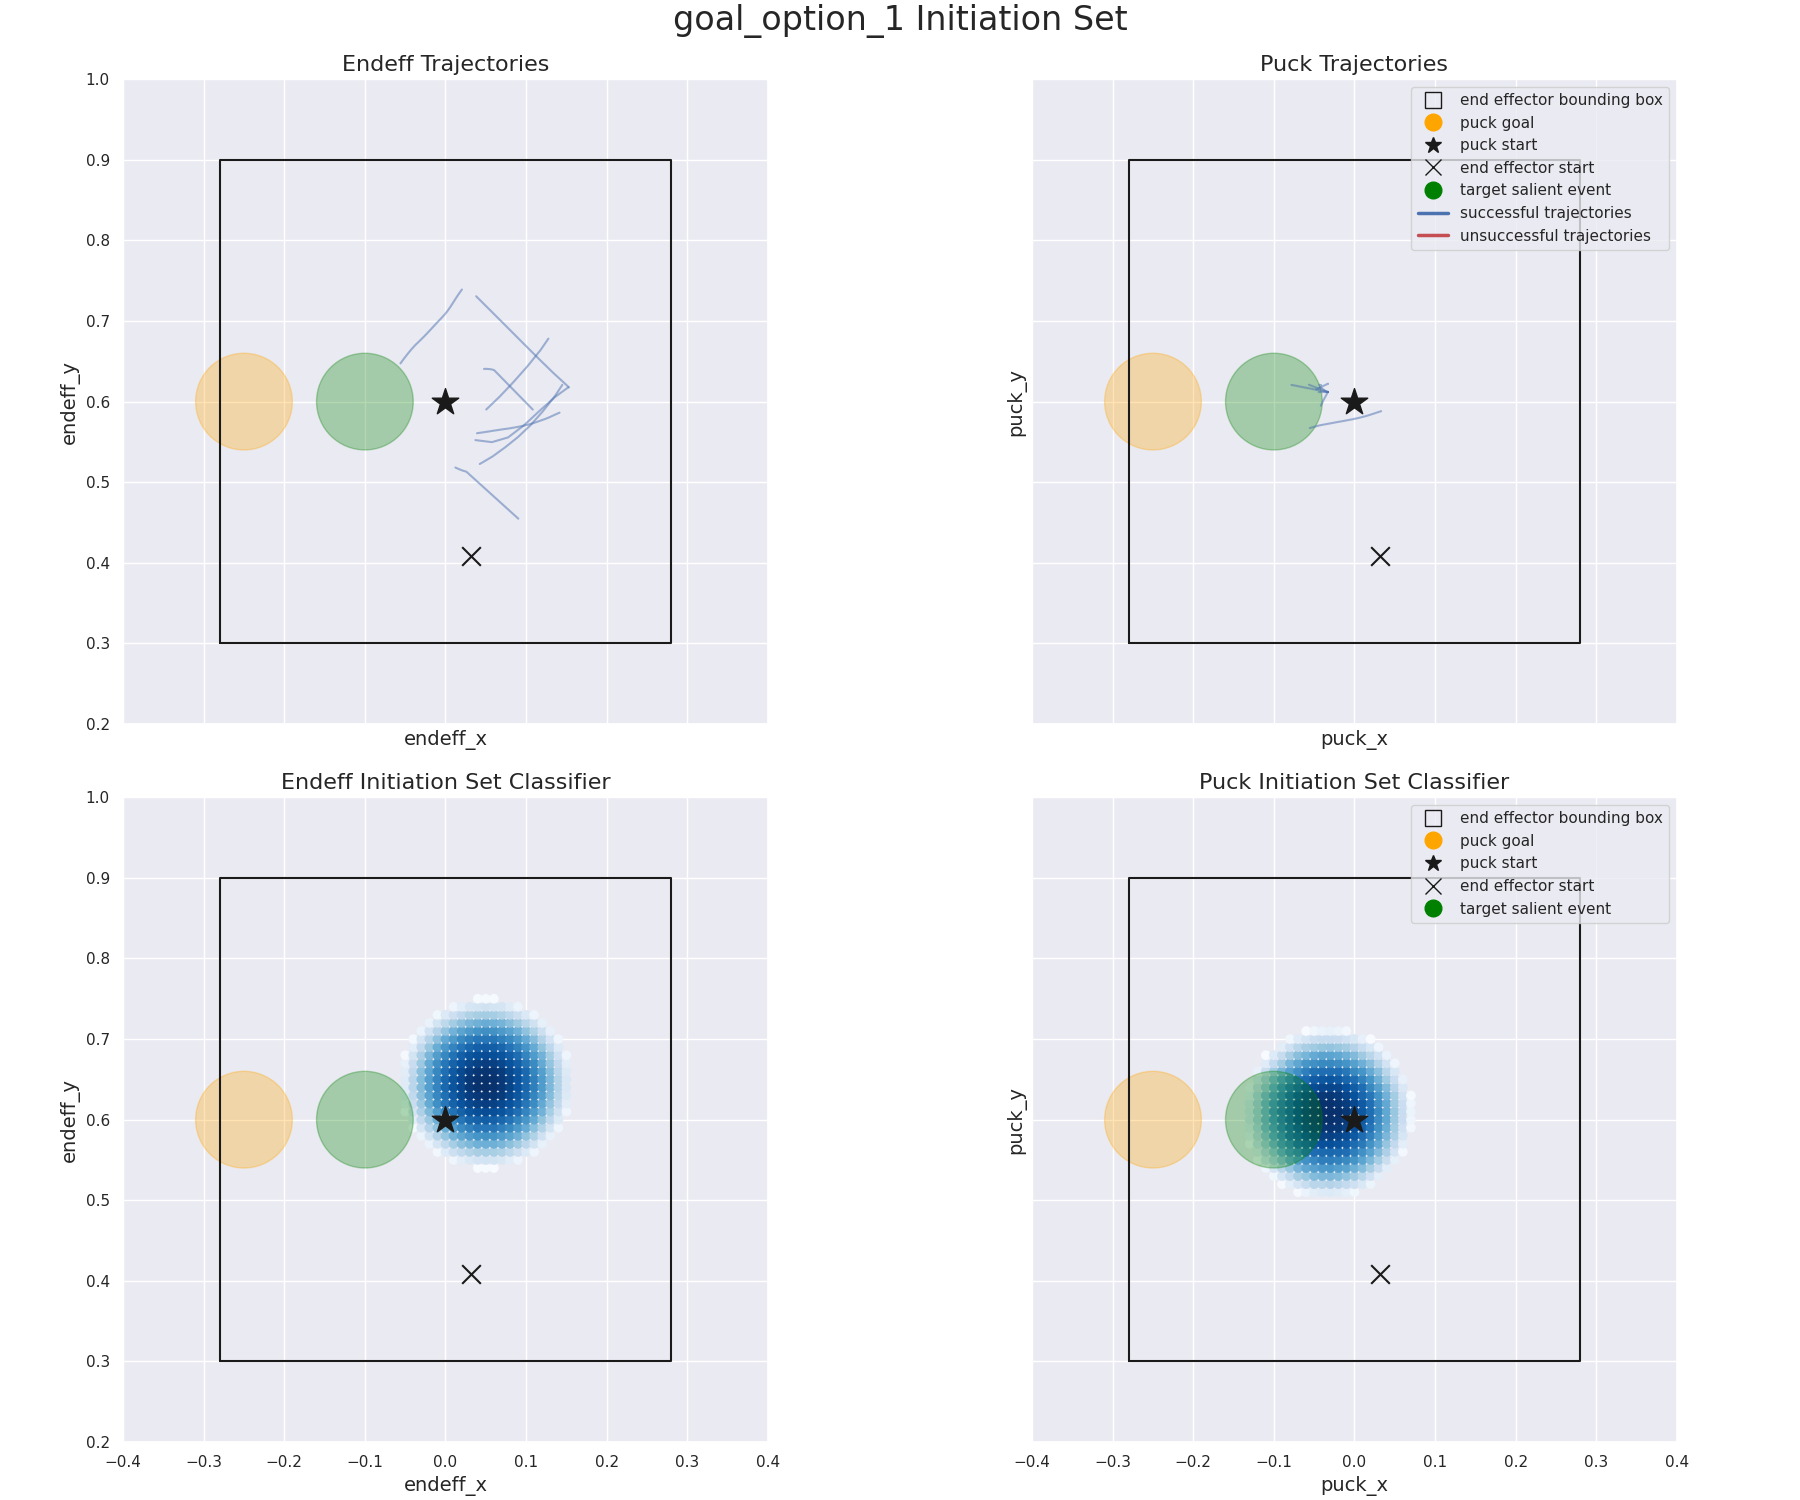 goal_option_1 Initiation Set
Endeff Trajectories
1.0
0.9
0.8
0.7
0.6
0.5
0.4
0.3
0.2
endeff_y
endeff_x
Puck Trajectories
end effector bounding box
puck goal
puck start
end effector start
target salient event
successful trajectories
unsuccessful trajectories
puck_y
puck_x
Endeff Initiation Set Classifier
1.0
0.9
0.8
0.7
0.6
0.5
0.4
0.3
0.2
endeff_y
−0.4 −0.3 −0.2 −0.1 0.0 0.1 0.2 0.3 0.4
endeff_x
Puck Initiation Set Classifier
end effector bounding box
puck goal
puck start
end effector start
target salient event
puck_y
−0.4 −0.3 −0.2 −0.1 0.0 0.1 0.2 0.3 0.4
puck_x